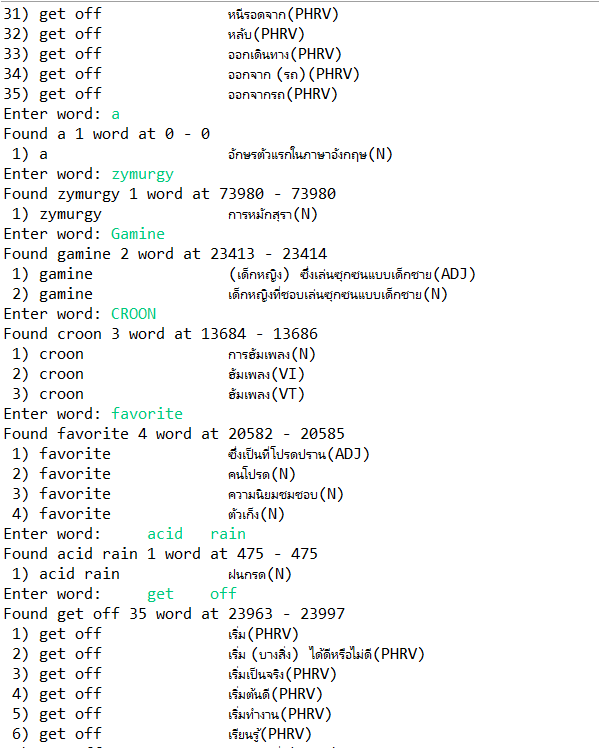 31) get off หนีรอดจาก(PHRV)
32) get off หลับ(PHRV)
33) get off ออกเดินทาง(PHRV)
34) get off ออกจาก (รถ)(PHRV)
35) get off ออกจากรถ(PHRV)
Enter word: a
Found a 1 word at 0 - 0
1) a อักษรตัวแรกในภาษาอังกฤษ(N)
Enter word: zymurgy
Found zymurgy 1 word at 73980 - 73980
1) zymurgy การหมักสุรา(N)
Enter word: Gamine
Found gamine 2 word at 23413 - 23414
1) gamine (เด็กหญิง) ซึ่งเล่นซุกซนแบบเด็กชาย(ADJ)
2) gamine เด็กหญิงที่ชอบเล่นซุกซนแบบเด็กชาย(N)
Enter word: CROON
Found croon 3 word at 13684 - 13686
1) croon การฮัมเพลง(N)
2) croon ฮัมเพลง(VI)
3) croon ฮัมเพลง(VT)
Enter word: favorite
Found favorite 4 word at 20582 - 20585
1) favorite ซึ่งเป็นที่โปรดปราน(ADJ)
2) favorite คนโปรด(N)
3) favorite ความนิยมชมชอบ(N)
4) favorite ตัวเก็ง(N)
Enter word: acid rain
Found acid rain 1 word at 475 - 475
1) acid rain ฝนกรด(N)
Enter word: get off
Found get off 35 word at 23963 - 23997
1) get off เริ่ม(PHRV)
2) get off เริ่ม (บางสิ่ง) ได้ดีหรือไม่ดี(PHRV)
3) get off เริ่มเป็นจริง(PHRV)
4) get off เริ่มต้นดี(PHRV)
5) get off เริ่มทำงาน(PHRV)
6) get off เรียนรู้(PHRV)